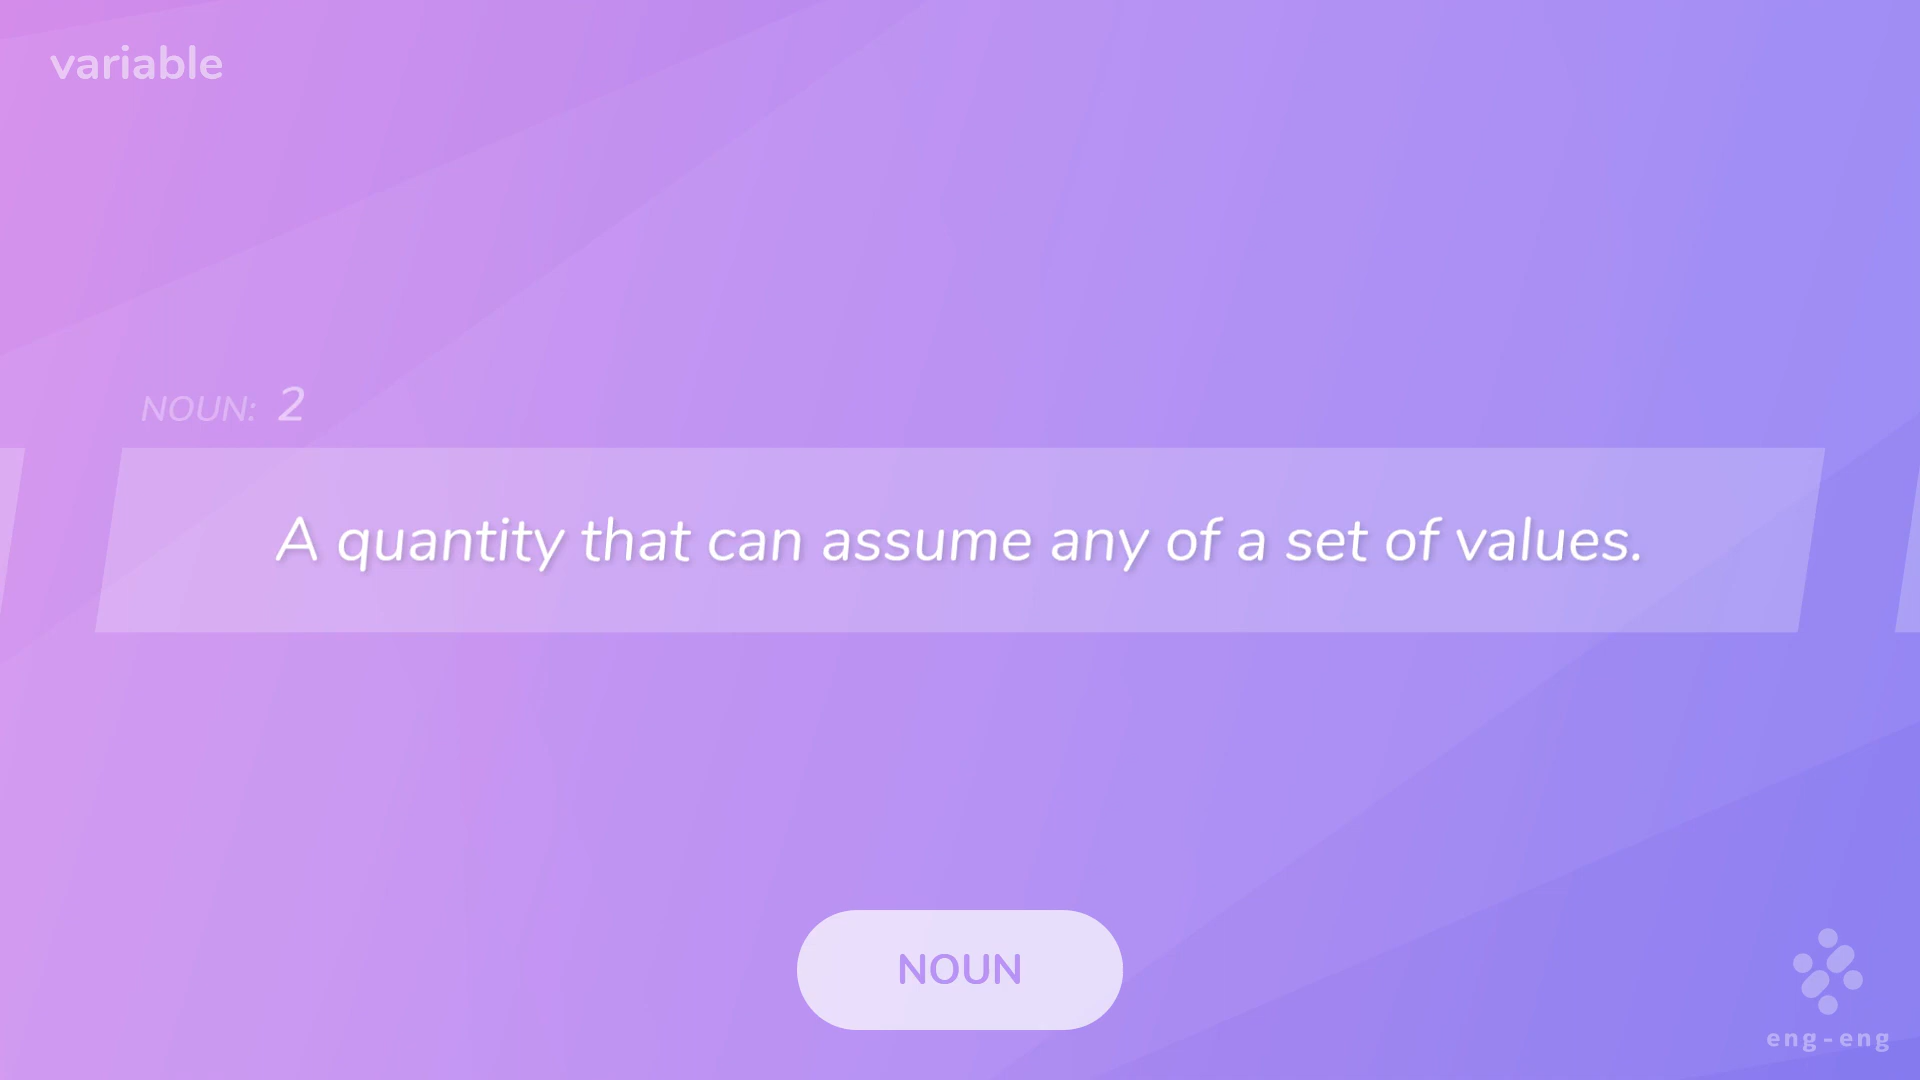 variable
NOUN: 2
A quantity that can assume any of a set of values.
NOUN
eng-eng